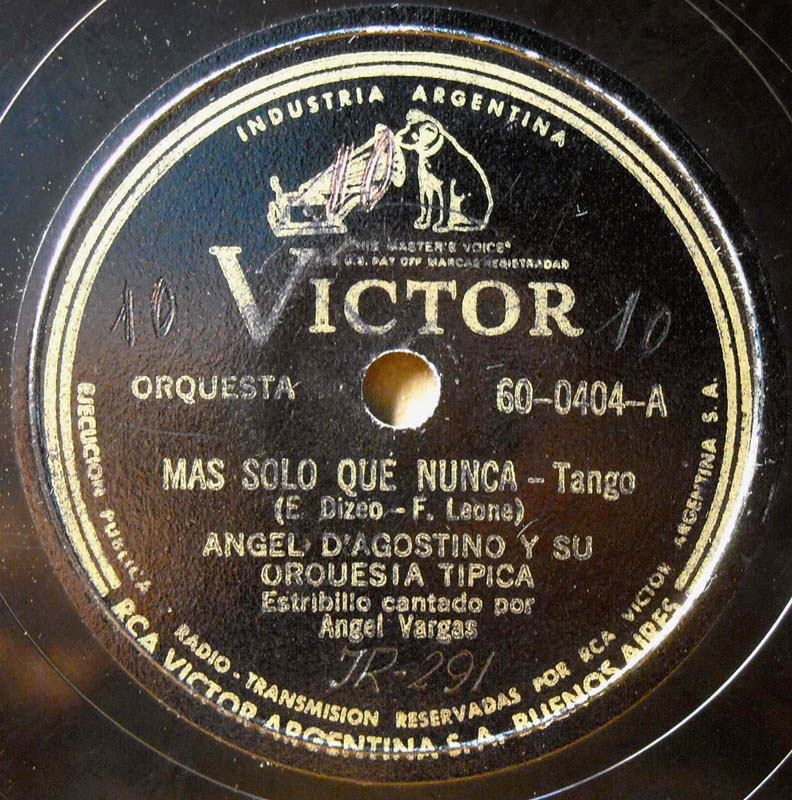 INDUSTRIA ARGENTINA
10
"HIS MASTER'S VOICE"
U.S. PAT OFF MARCAS REGISTRADAS
VICTOR
10
10
ORQUESTA
60-0404-A
MAS SOLO QUE NUNCA - Tango
(E. Dizeo - F. Leone)
ANGEL D'AGOSTINO Y SU
ORQUESTA TIPICA
Estribillo cantado por
Angel Vargas
JR-291
EJECUCION PUBLICA Y RADIO-TRANSMISION RESERVADAS POR RCA VICTOR ARGENTINA S.A.
RCA VICTOR ARGENTINA S.A. BUENOS AIRES